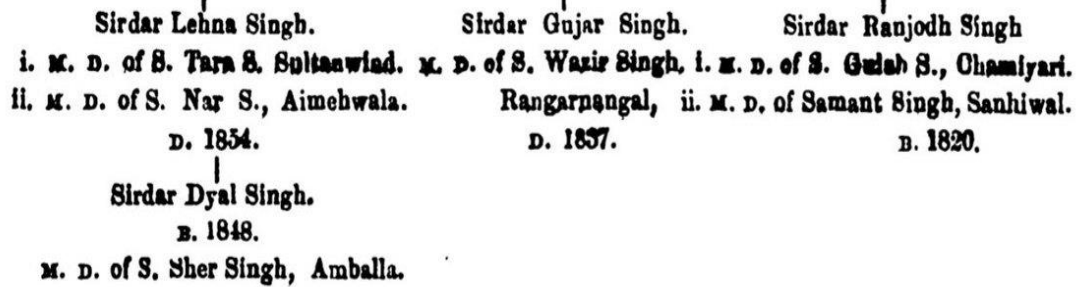 Sirdar Lehna Singh. Sirdar Gujar Singh. Sirdar Ranjodh Singh
i. M. D. of S. Tara S. Sultanwind. M. D. of S. Wazir Singh, i. M. D. of S. Gulab S., Chamiyari.
ii. M. D. of S. Nar S., Aimehwala. Rangarnangal, ii. M. D. of Samant Singh, Sanhiwal.
D. 1854. D. 1837. B. 1820.
Sirdar Dyal Singh.
B. 1848.
M. D. of S. Sher Singh, Amballa.